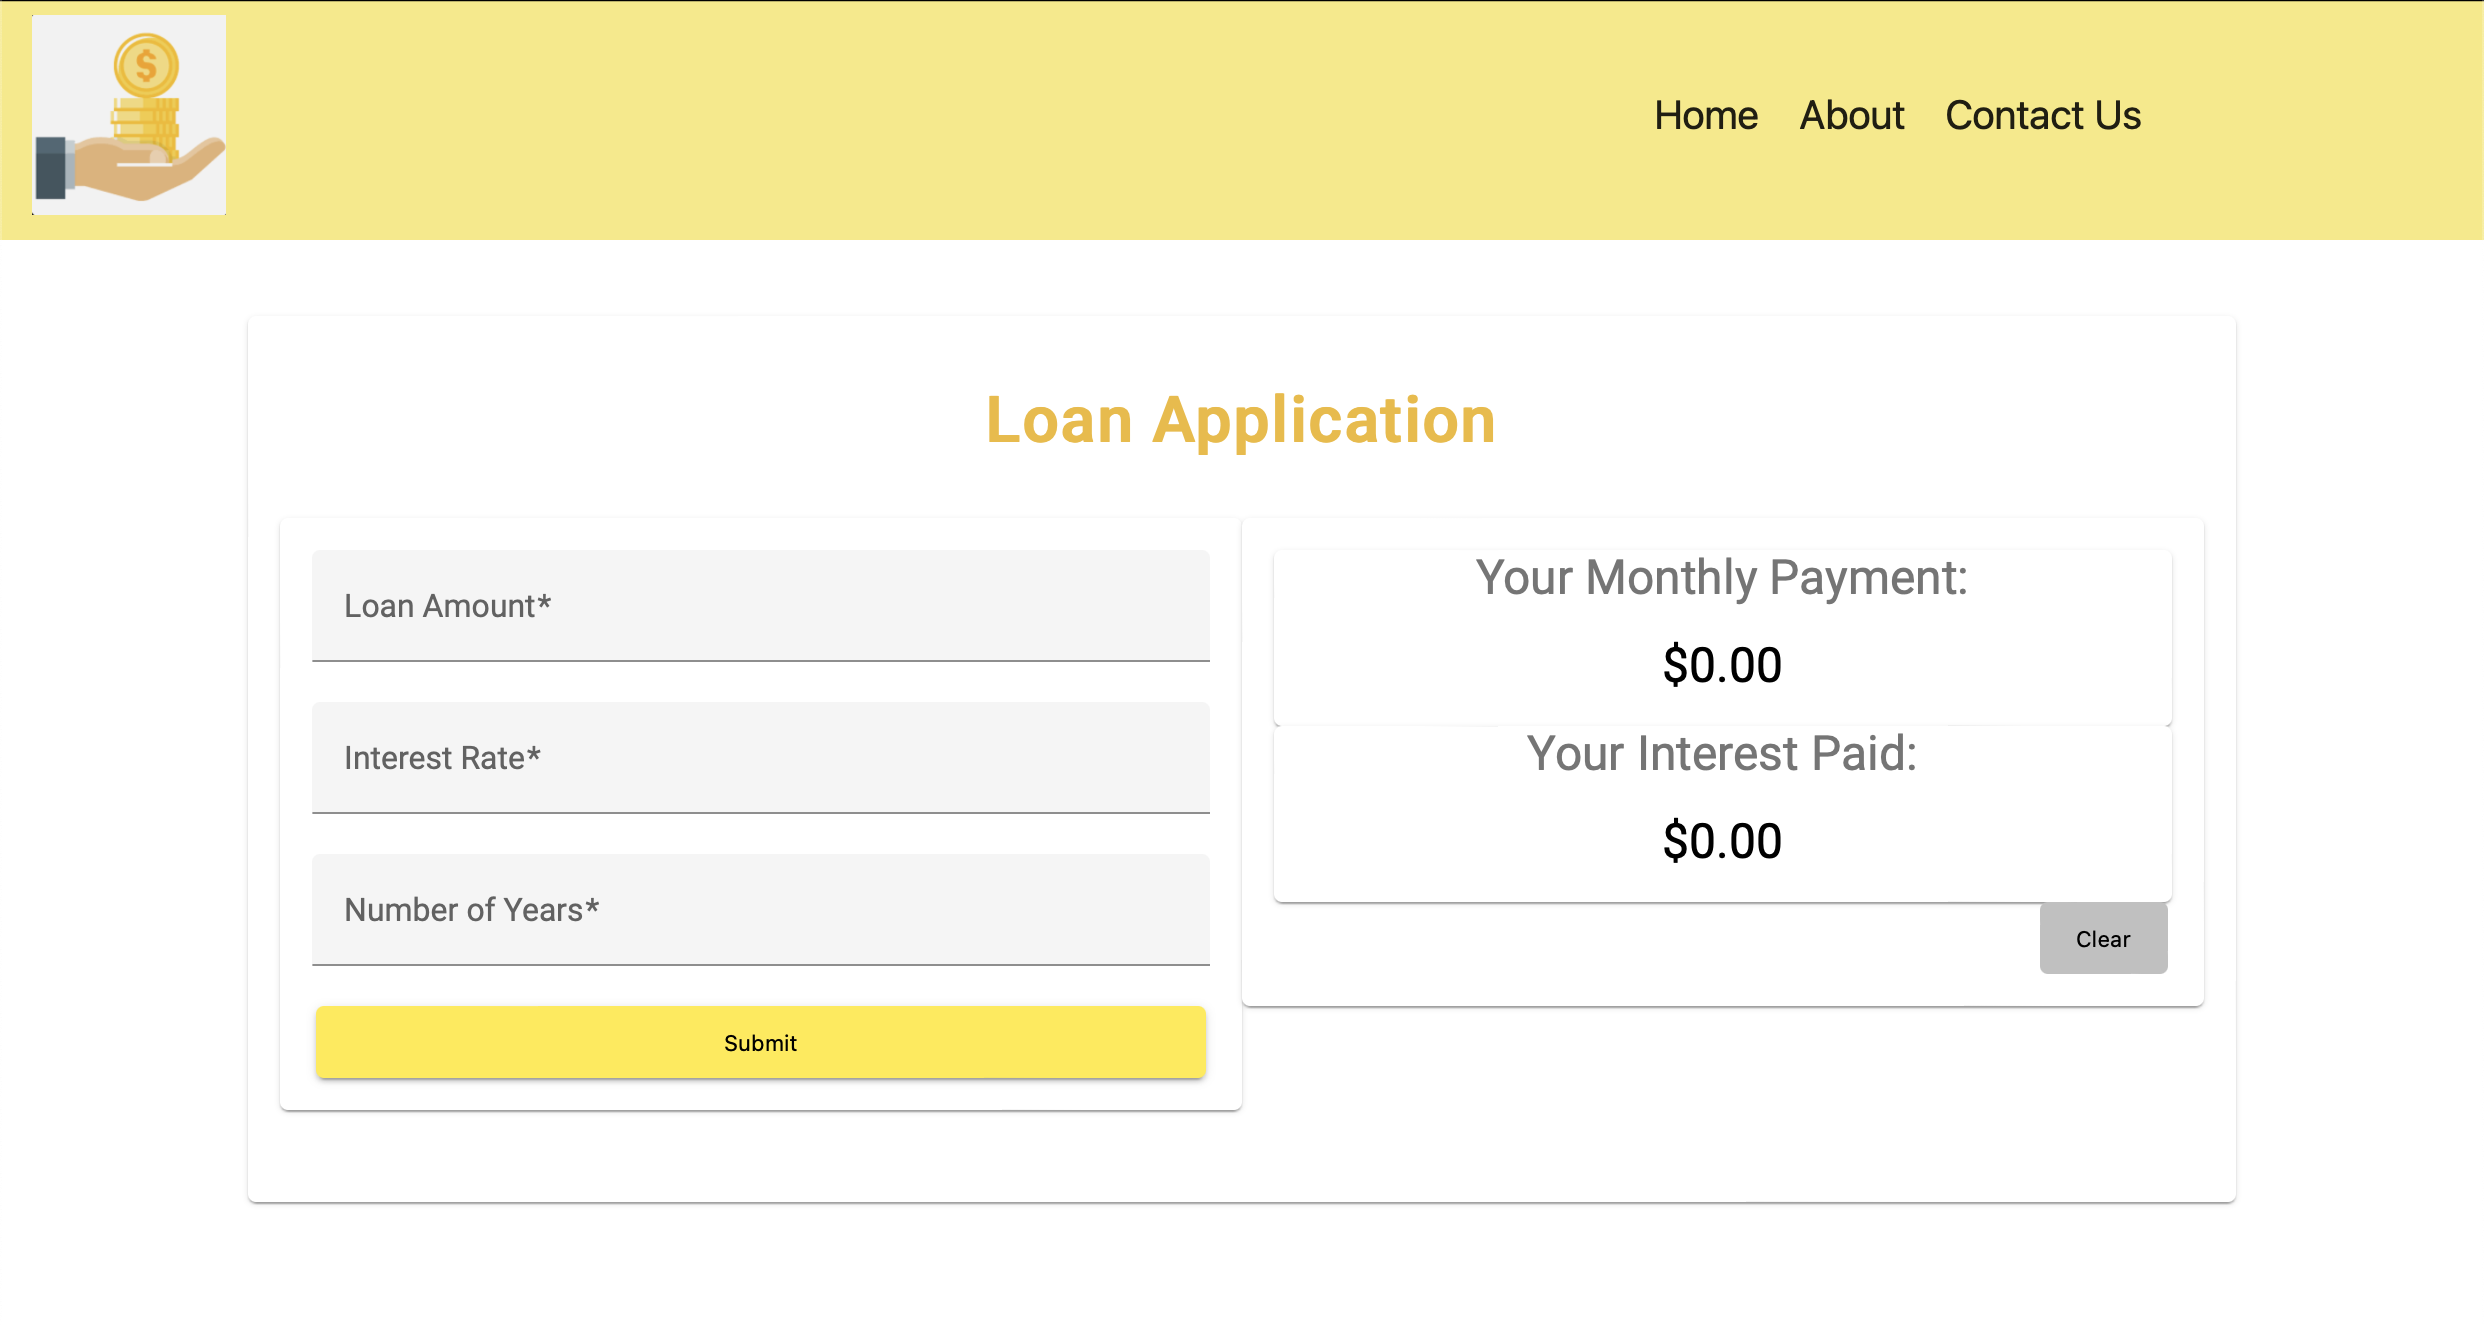 $
Home About Contact Us
Loan Application
Loan Amount*
Interest Rate*
Number of Years*
Submit
Your Monthly Payment:
$0.00
Your Interest Paid:
$0.00
Clear